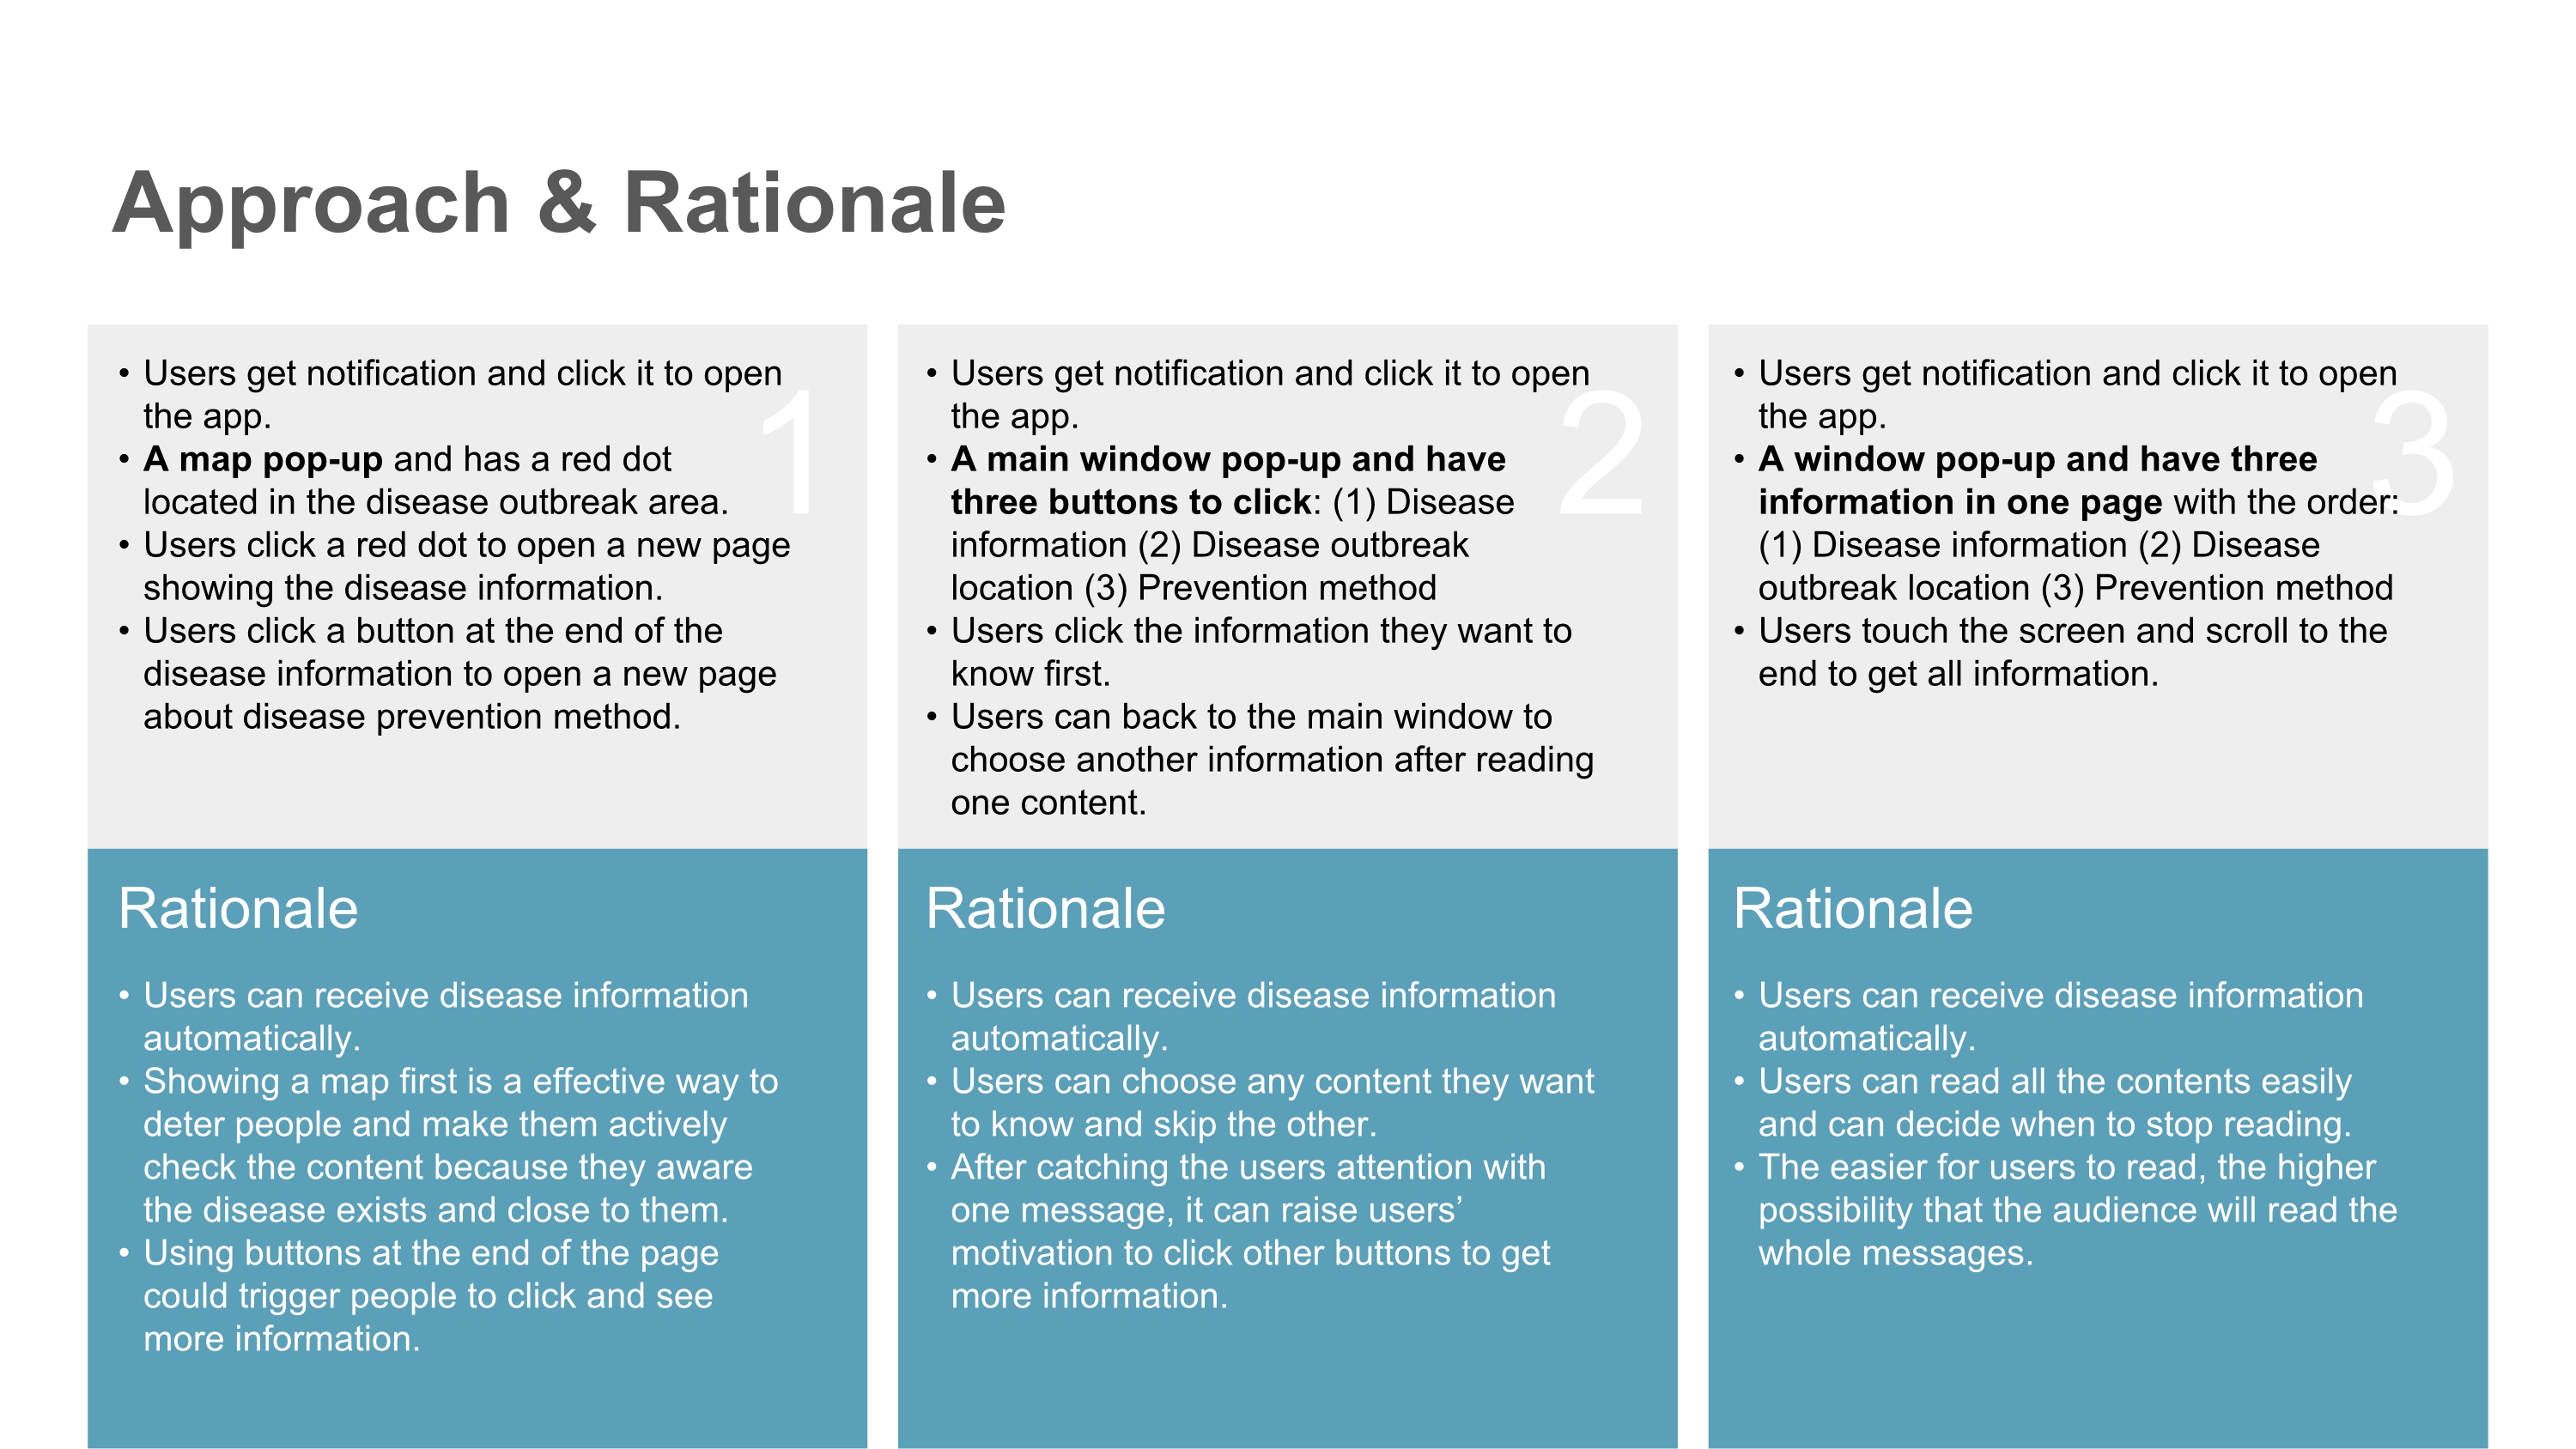 Approach & Rationale
1
• Users get notification and click it to open
the app.
• A map pop-up and has a red dot
located in the disease outbreak area.
• Users click a red dot to open a new page
showing the disease information.
• Users click a button at the end of the
disease information to open a new page
about disease prevention method.
Rationale
• Users can receive disease information
automatically.
• Showing a map first is a effective way to
deter people and make them actively
check the content because they aware
the disease exists and close to them.
• Using buttons at the end of the page
could trigger people to click and see
more information.
2
• Users get notification and click it to open
the app.
• A main window pop-up and have
three buttons to click: (1) Disease
information (2) Disease outbreak
location (3) Prevention method
• Users click the information they want to
know first.
• Users can back to the main window to
choose another information after reading
one content.
Rationale
• Users can receive disease information
automatically.
• Users can choose any content they want
to know and skip the other.
• After catching the users attention with
one message, it can raise users’
motivation to click other buttons to get
more information.
3
• Users get notification and click it to open
the app.
• A window pop-up and have three
information in one page with the order:
(1) Disease information (2) Disease
outbreak location (3) Prevention method
• Users touch the screen and scroll to the
end to get all information.
Rationale
• Users can receive disease information
automatically.
• Users can read all the contents easily
and can decide when to stop reading.
• The easier for users to read, the higher
possibility that the audience will read the
whole messages.